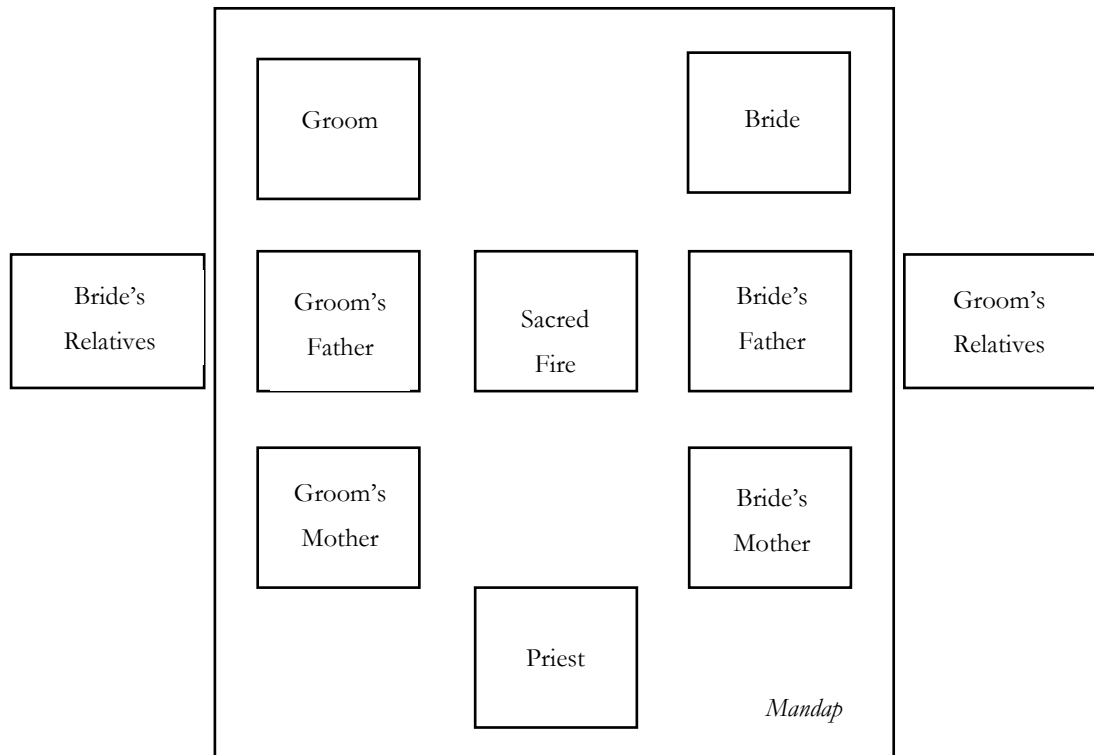 Groom
Bride
Bride’s
Relatives
Groom’s
Father
Sacred
Fire
Bride’s
Father
Groom’s
Relatives
Groom’s
Mother
Bride’s
Mother
Priest
Mandap